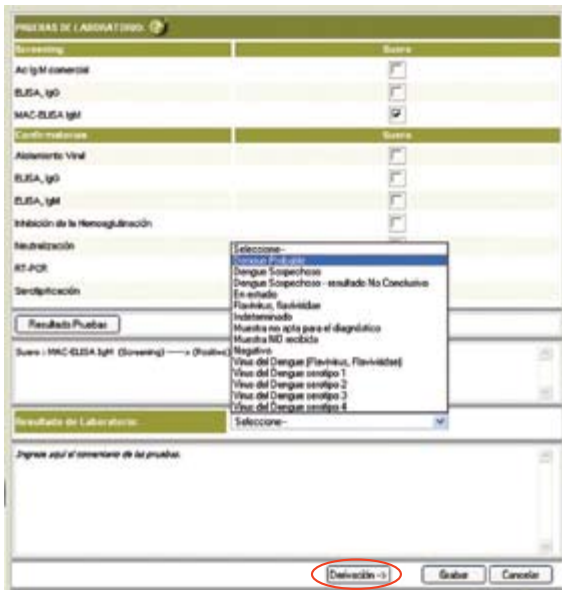 PRUEBAS DE LABORATORIO:
Screening Suero
Ac IgM comercial
ELISA, IgG
MAC-ELISA IgM
Confirmatorias Suero
Aislamiento Viral
ELISA, IgG
ELISA, IgM
Inhibición de la Hemaglutinación
Neutralización
RT-PCR
Serotipificación
Seleccione--
Dengue Probable
Dengue Sospechoso
Dengue Sospechoso - resultado No Conclusivo
En estudio
Flavivirus, flaviviridae
Indeterminado
Muestra no apta para el diagnóstico
Muestra NO recibida
Negativo
Virus del Dengue (Flavivirus, Flaviviridae)
Virus del Dengue serotipo 1
Virus del Dengue serotipo 2
Virus del Dengue serotipo 3
Virus del Dengue serotipo 4
Resultado Pruebas
Suero : MAC-ELISA IgM (Screening) ----> (Positivo)
Resultado de Laboratorio: Seleccione--
Ingrese aquí el comentario de las pruebas.
Derivación -> Grabar Cancelar